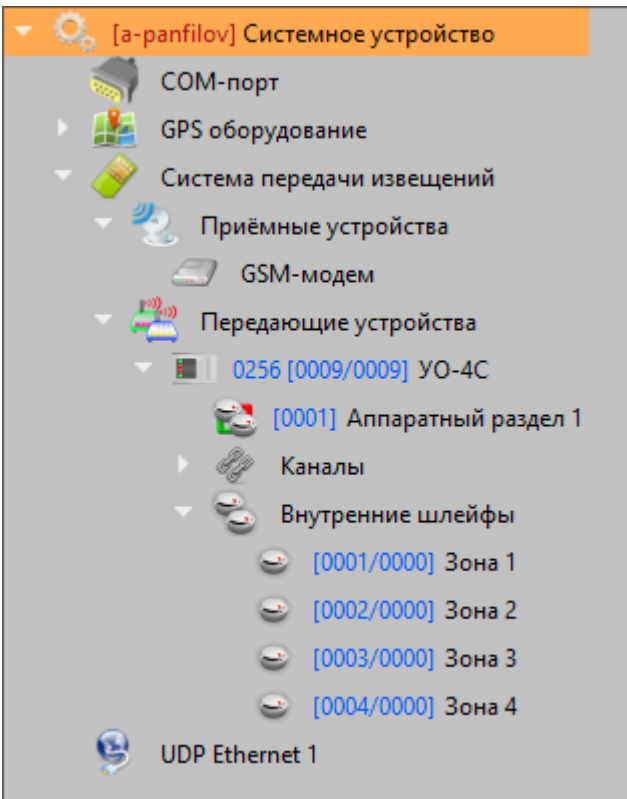 [a-panfilov] Системное устройство
COM-порт
GPS оборудование
Система передачи извещений
Приёмные устройства
GSM-модем
Передающие устройства
0256 [0009/0009] УО-4С
[0001] Аппаратный раздел 1
Каналы
Внутренние шлейфы
[0001/0000] Зона 1
[0002/0000] Зона 2
[0003/0000] Зона 3
[0004/0000] Зона 4
UDP Ethernet 1